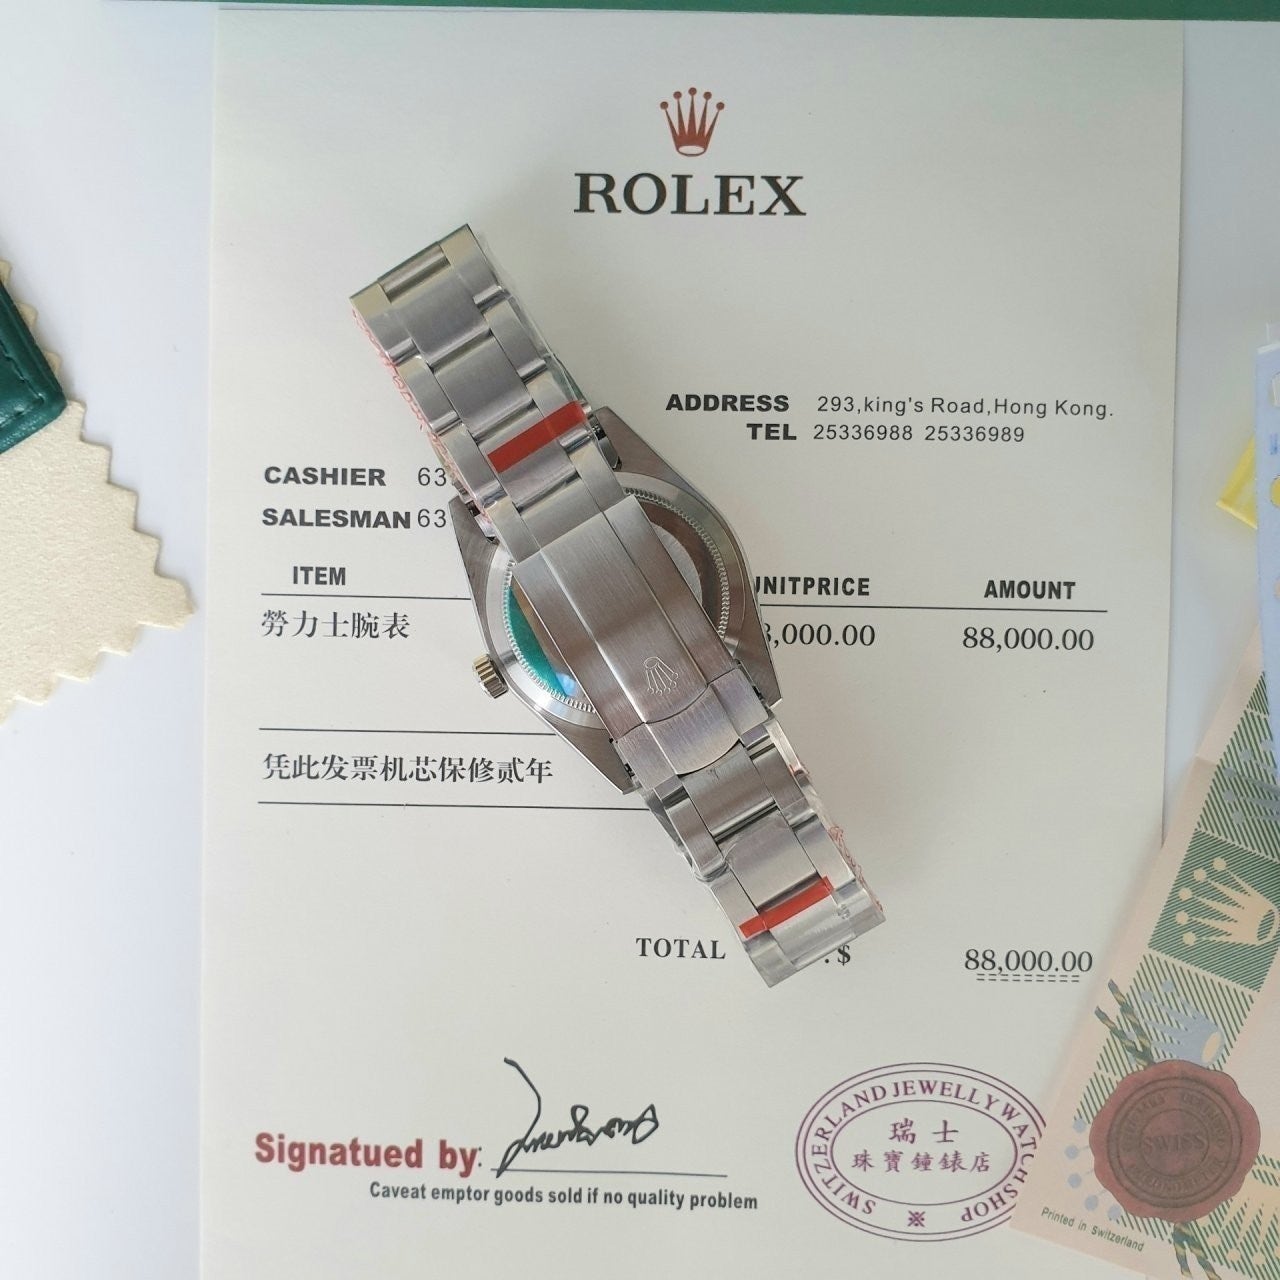 ROLEX
ADDRESS 293,king's Road,Hong Kong.
TEL 25336988 25336989
CASHIER 63
SALESMAN 63
ITEM UNITPRICE AMOUNT
勞力士腕表 8,000.00 88,000.00
凭此发票机芯保修贰年
TOTAL .$ 88,000.00
Signatued by:
Caveat emptor goods sold if no quality problem
SWITZERLAND JEWELLY WATCH SHOP
瑞士
珠寶鐘錶店
※
SWISS
Printed in Switzerland